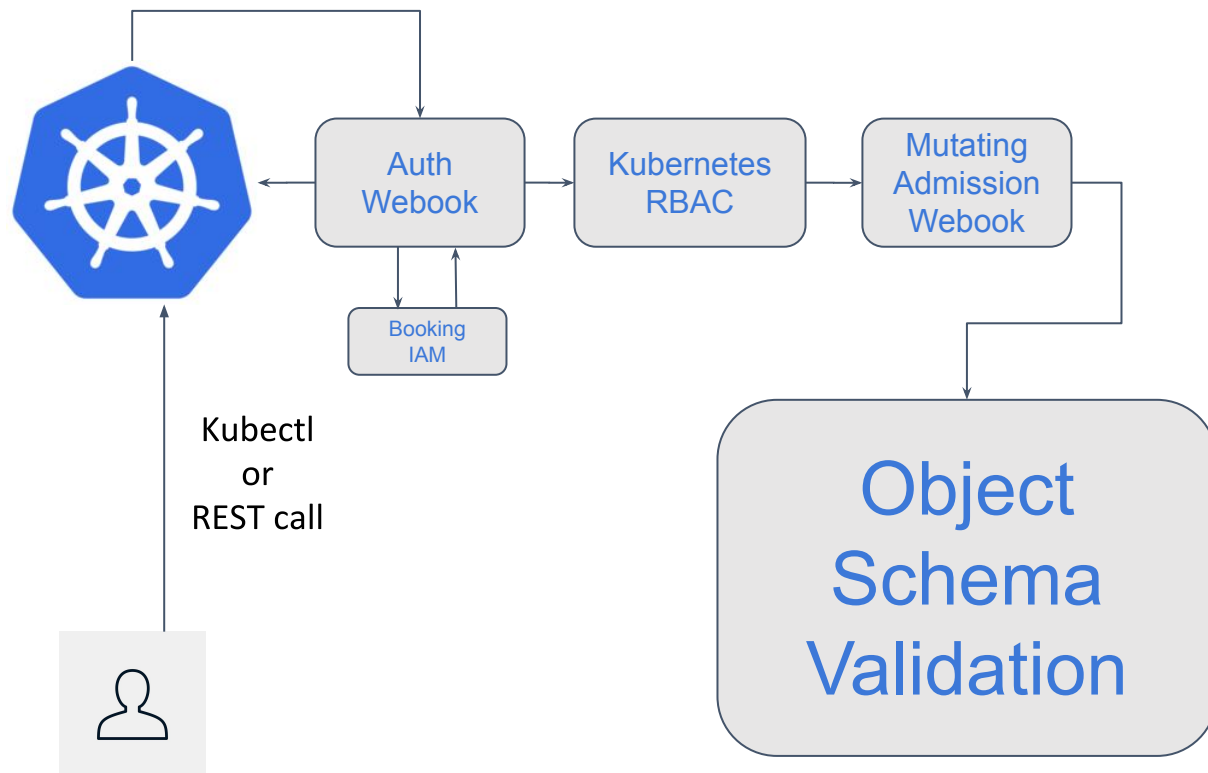 Auth
Webook
Kubernetes
RBAC
Mutating
Admission
Webook
Booking
IAM
Kubectl
or
REST call
Object
Schema
Validation